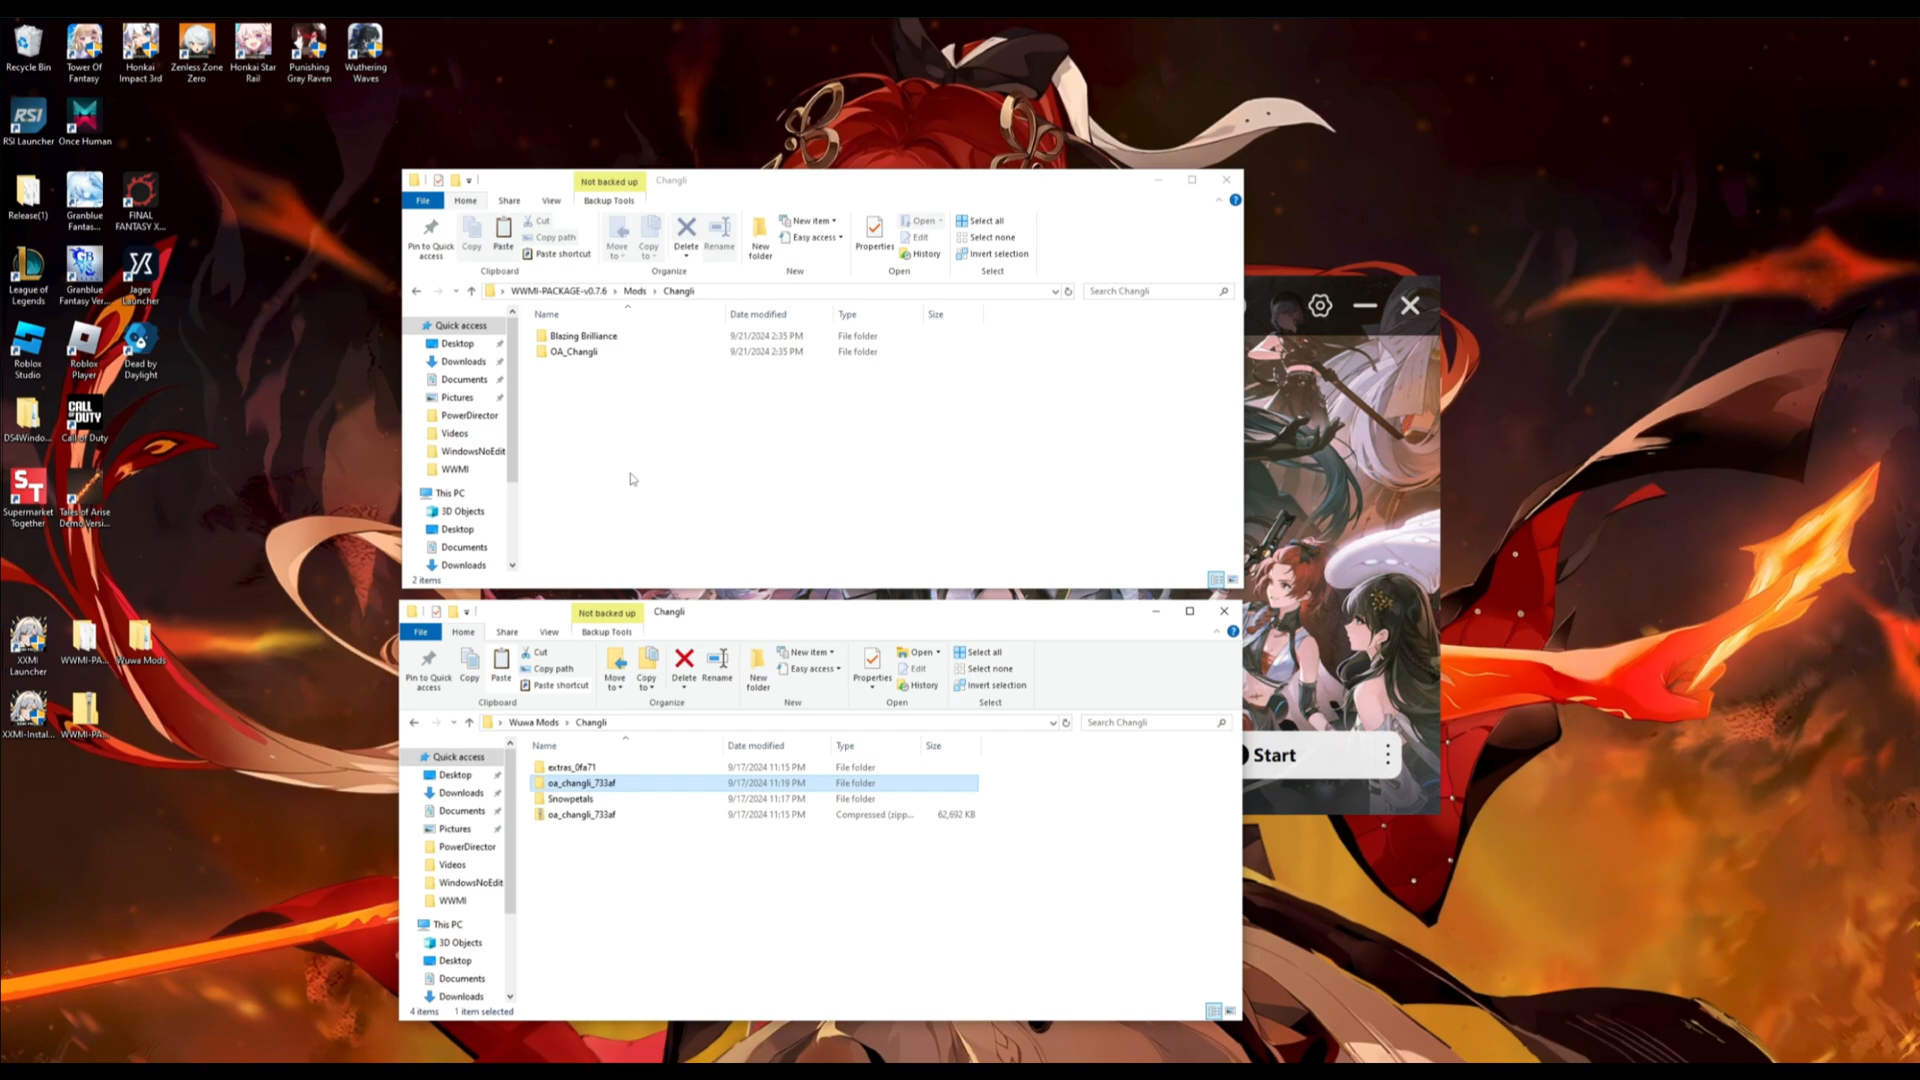 Recycle Bin
Tower Of Fantasy
Honkai Impact 3rd
Zenless Zone Zero
Honkai Star Rail
Punishing Gray Raven
Wuthering Waves
RSI
RSI Launcher
Once Human
Release(1)
Granblue Fantas...
FINAL FANTASY X...
League of Legends
GB VS
Granblue Fantasy Ver...
Jagex Launcher
Roblox Studio
Roblox Player
Dead by Daylight
DS4Windo...
CALL OF DUTY
Call of Duty
ST
Supermarket Together
Tales of Arise Demo Versi...
XXMI Launcher
WWMI-PA...
Wuwa Mods
XXMI-Instal...
WWMI-PA...
Not backed up
Changli
File
Home
Share
View
Backup Tools
Pin to Quick access
Copy
Paste
Cut
Copy path
Paste shortcut
Clipboard
Move to
Copy to
Delete
Rename
Organize
New folder
New item
Easy access
New
Properties
Open
Edit
History
Open
Select all
Select none
Invert selection
Select
WWMI-PACKAGE-v0.7.6 > Mods > Changli
Search Changli
Quick access
Desktop
Downloads
Documents
Pictures
PowerDirector
Videos
WindowsNoEdit
WWMI
This PC
3D Objects
Desktop
Documents
Downloads
Name Date modified Type Size
Blazing Brilliance 9/21/2024 2:35 PM File folder
OA_Changli 9/21/2024 2:35 PM File folder
2 items
Not backed up
Changli
File
Home
Share
View
Backup Tools
Pin to Quick access
Copy
Paste
Cut
Copy path
Paste shortcut
Clipboard
Move to
Copy to
Delete
Rename
Organize
New folder
New item
Easy access
New
Properties
Open
Edit
History
Open
Select all
Select none
Invert selection
Select
Wuwa Mods > Changli
Search Changli
Quick access
Desktop
Downloads
Documents
Pictures
PowerDirector
Videos
WindowsNoEdit
WWMI
This PC
3D Objects
Desktop
Documents
Downloads
Name Date modified Type Size
extras_0fa71 9/17/2024 11:15 PM File folder
oa_changli_733af 9/17/2024 11:19 PM File folder
Snowpetals 9/17/2024 11:17 PM File folder
oa_changli_733af 9/17/2024 11:15 PM Compressed (zipp... 62,692 KB
4 items 1 item selected
Start